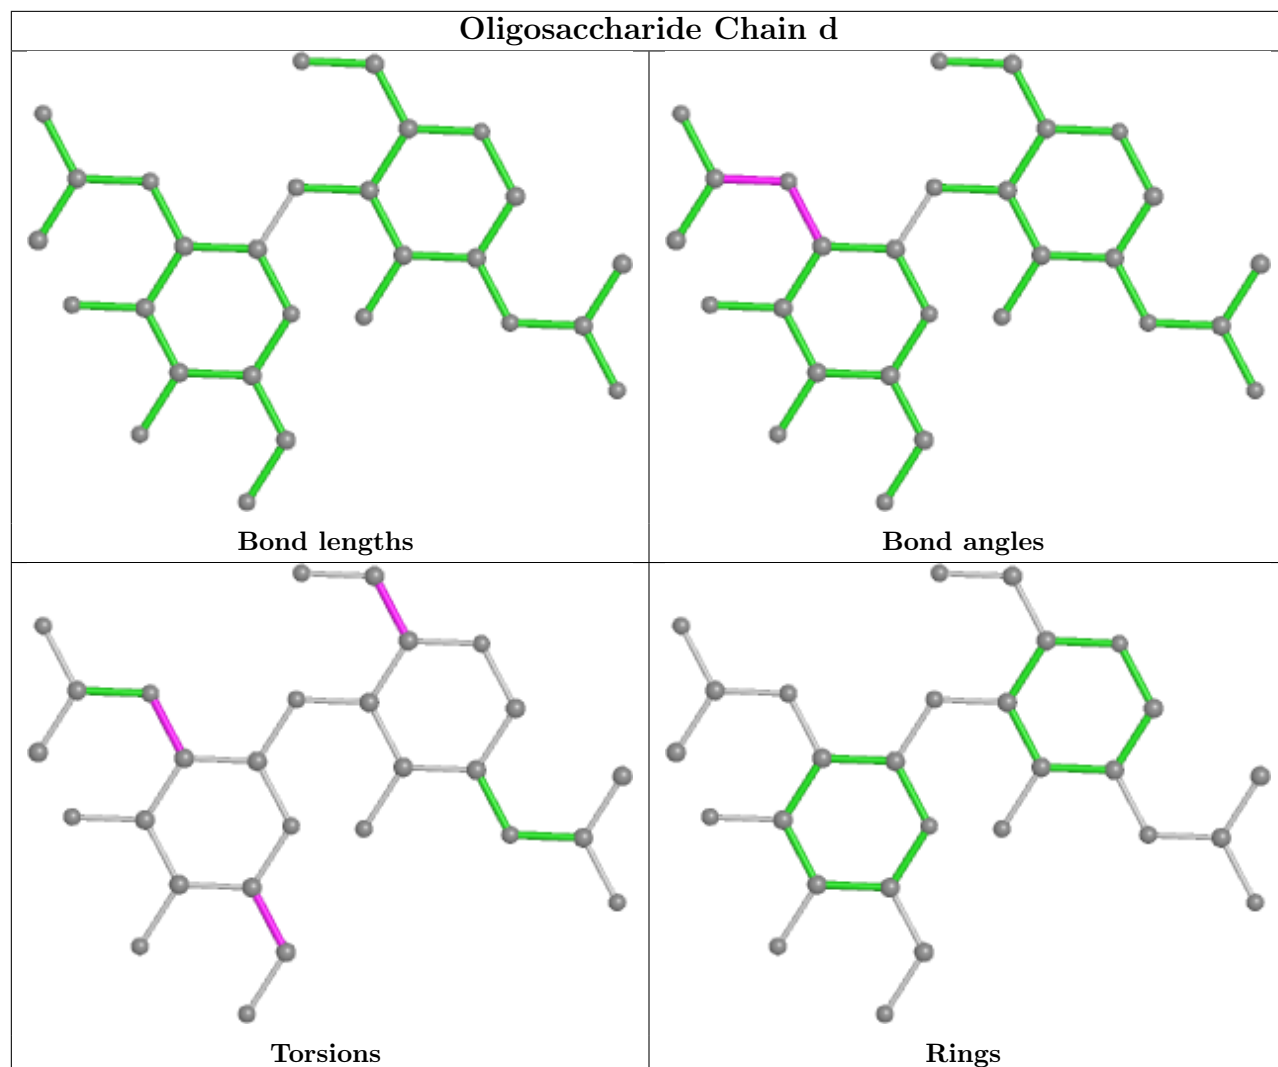 Oligosaccharide Chain d
Bond lengths
Bond angles
Torsions
Rings